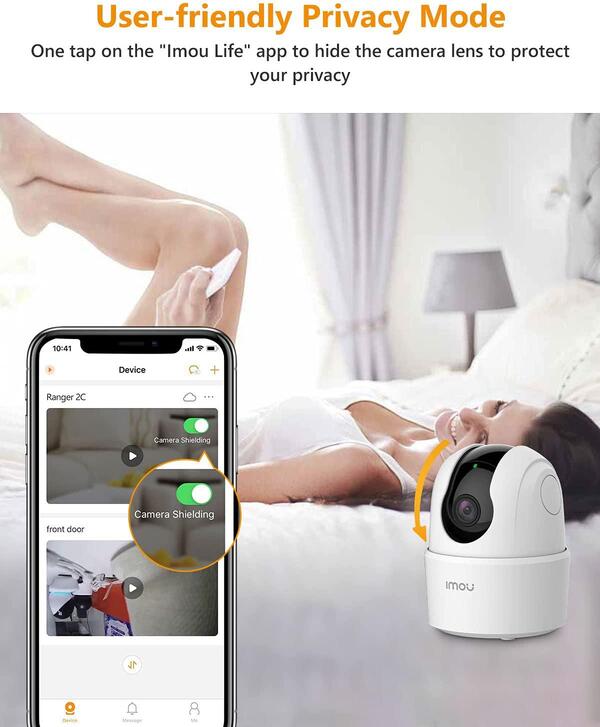 User-friendly Privacy Mode
One tap on the "Imou Life" app to hide the camera lens to protect
your privacy
10:41
Device
Ranger 2C
Camera Shielding
Camera Shielding
front door
imou
Device
Message
Me